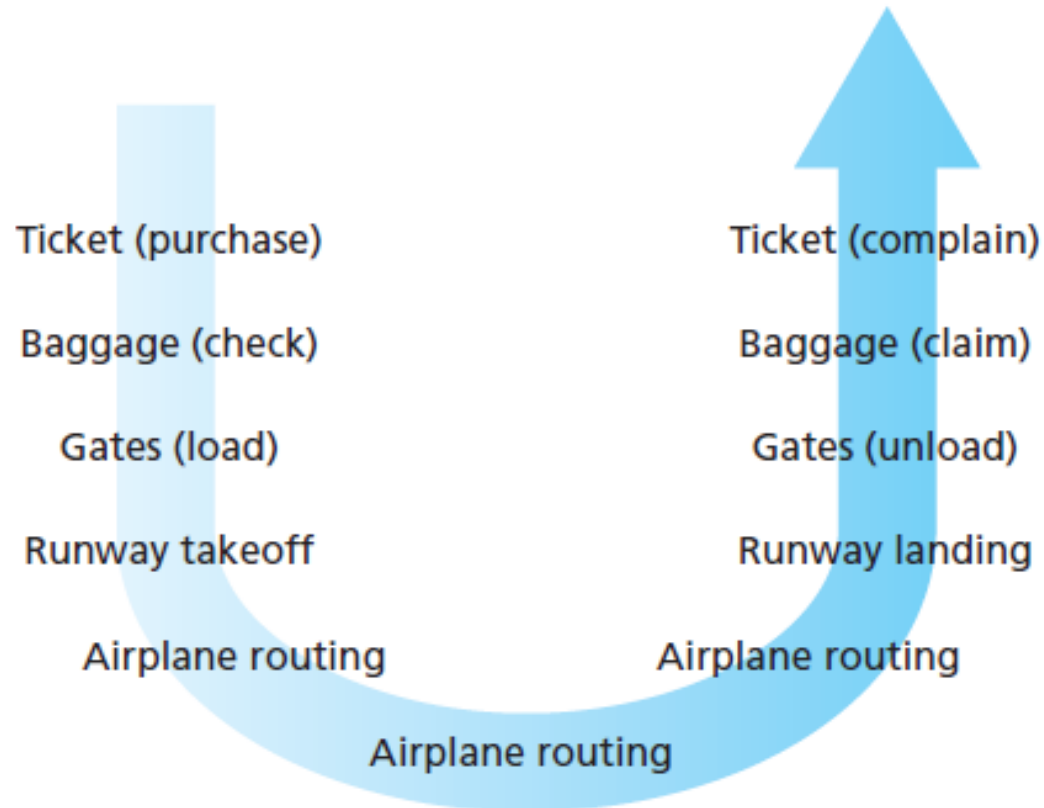 Ticket (purchase)
Baggage (check)
Gates (load)
Runway takeoff
Airplane routing
Airplane routing
Airplane routing
Runway landing
Gates (unload)
Baggage (claim)
Ticket (complain)